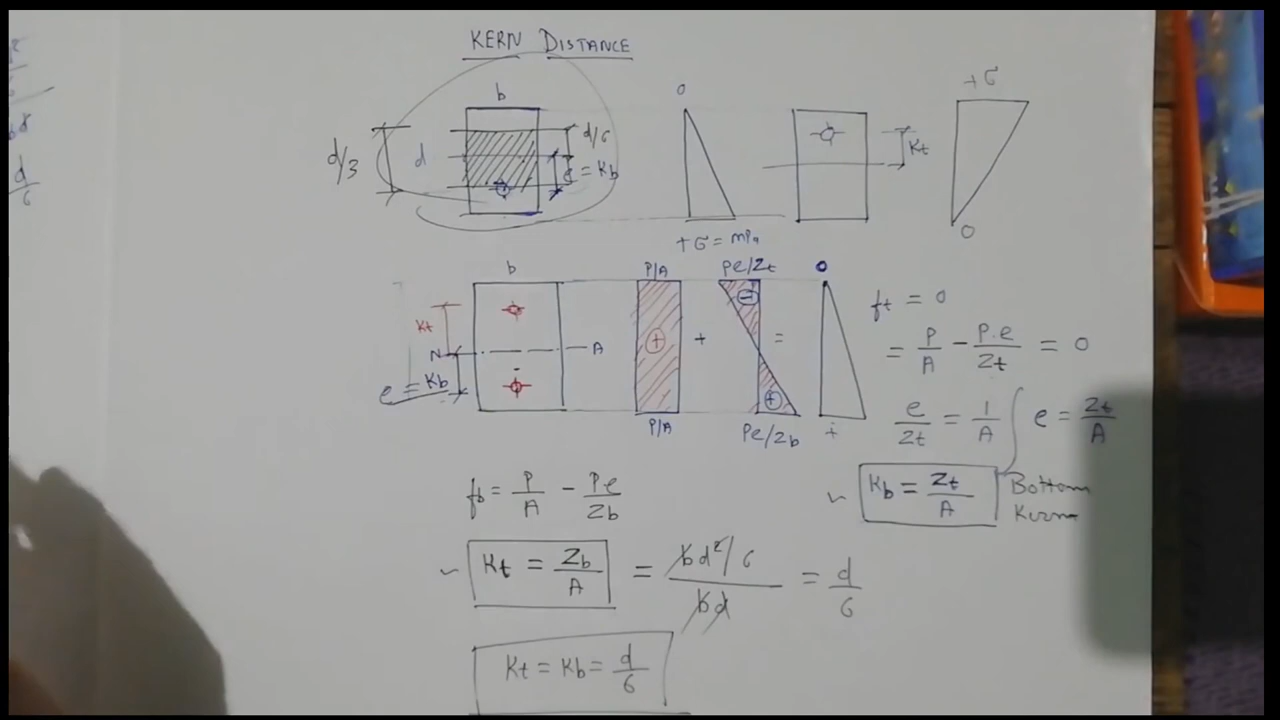 KERN DISTANCE
b
d/3
d
d/6
e = Kb
0
+σ = mPa
Kt
+σ
0
b
Kt
N
A
e = Kb
P/A
+
P/A
+
Pe/Zt
−
+
Pe/Zb
=
0
+
ft = 0
= P/A − P.e/Zt = 0
e/Zt = 1/A
e = Zt/A
Kb = Zt/A
Bottom
Kern
fb = P/A − Pe/Zb
Kt = Zb/A = bd²/6 / bd = d/6
Kt = Kb = d/6
d/6